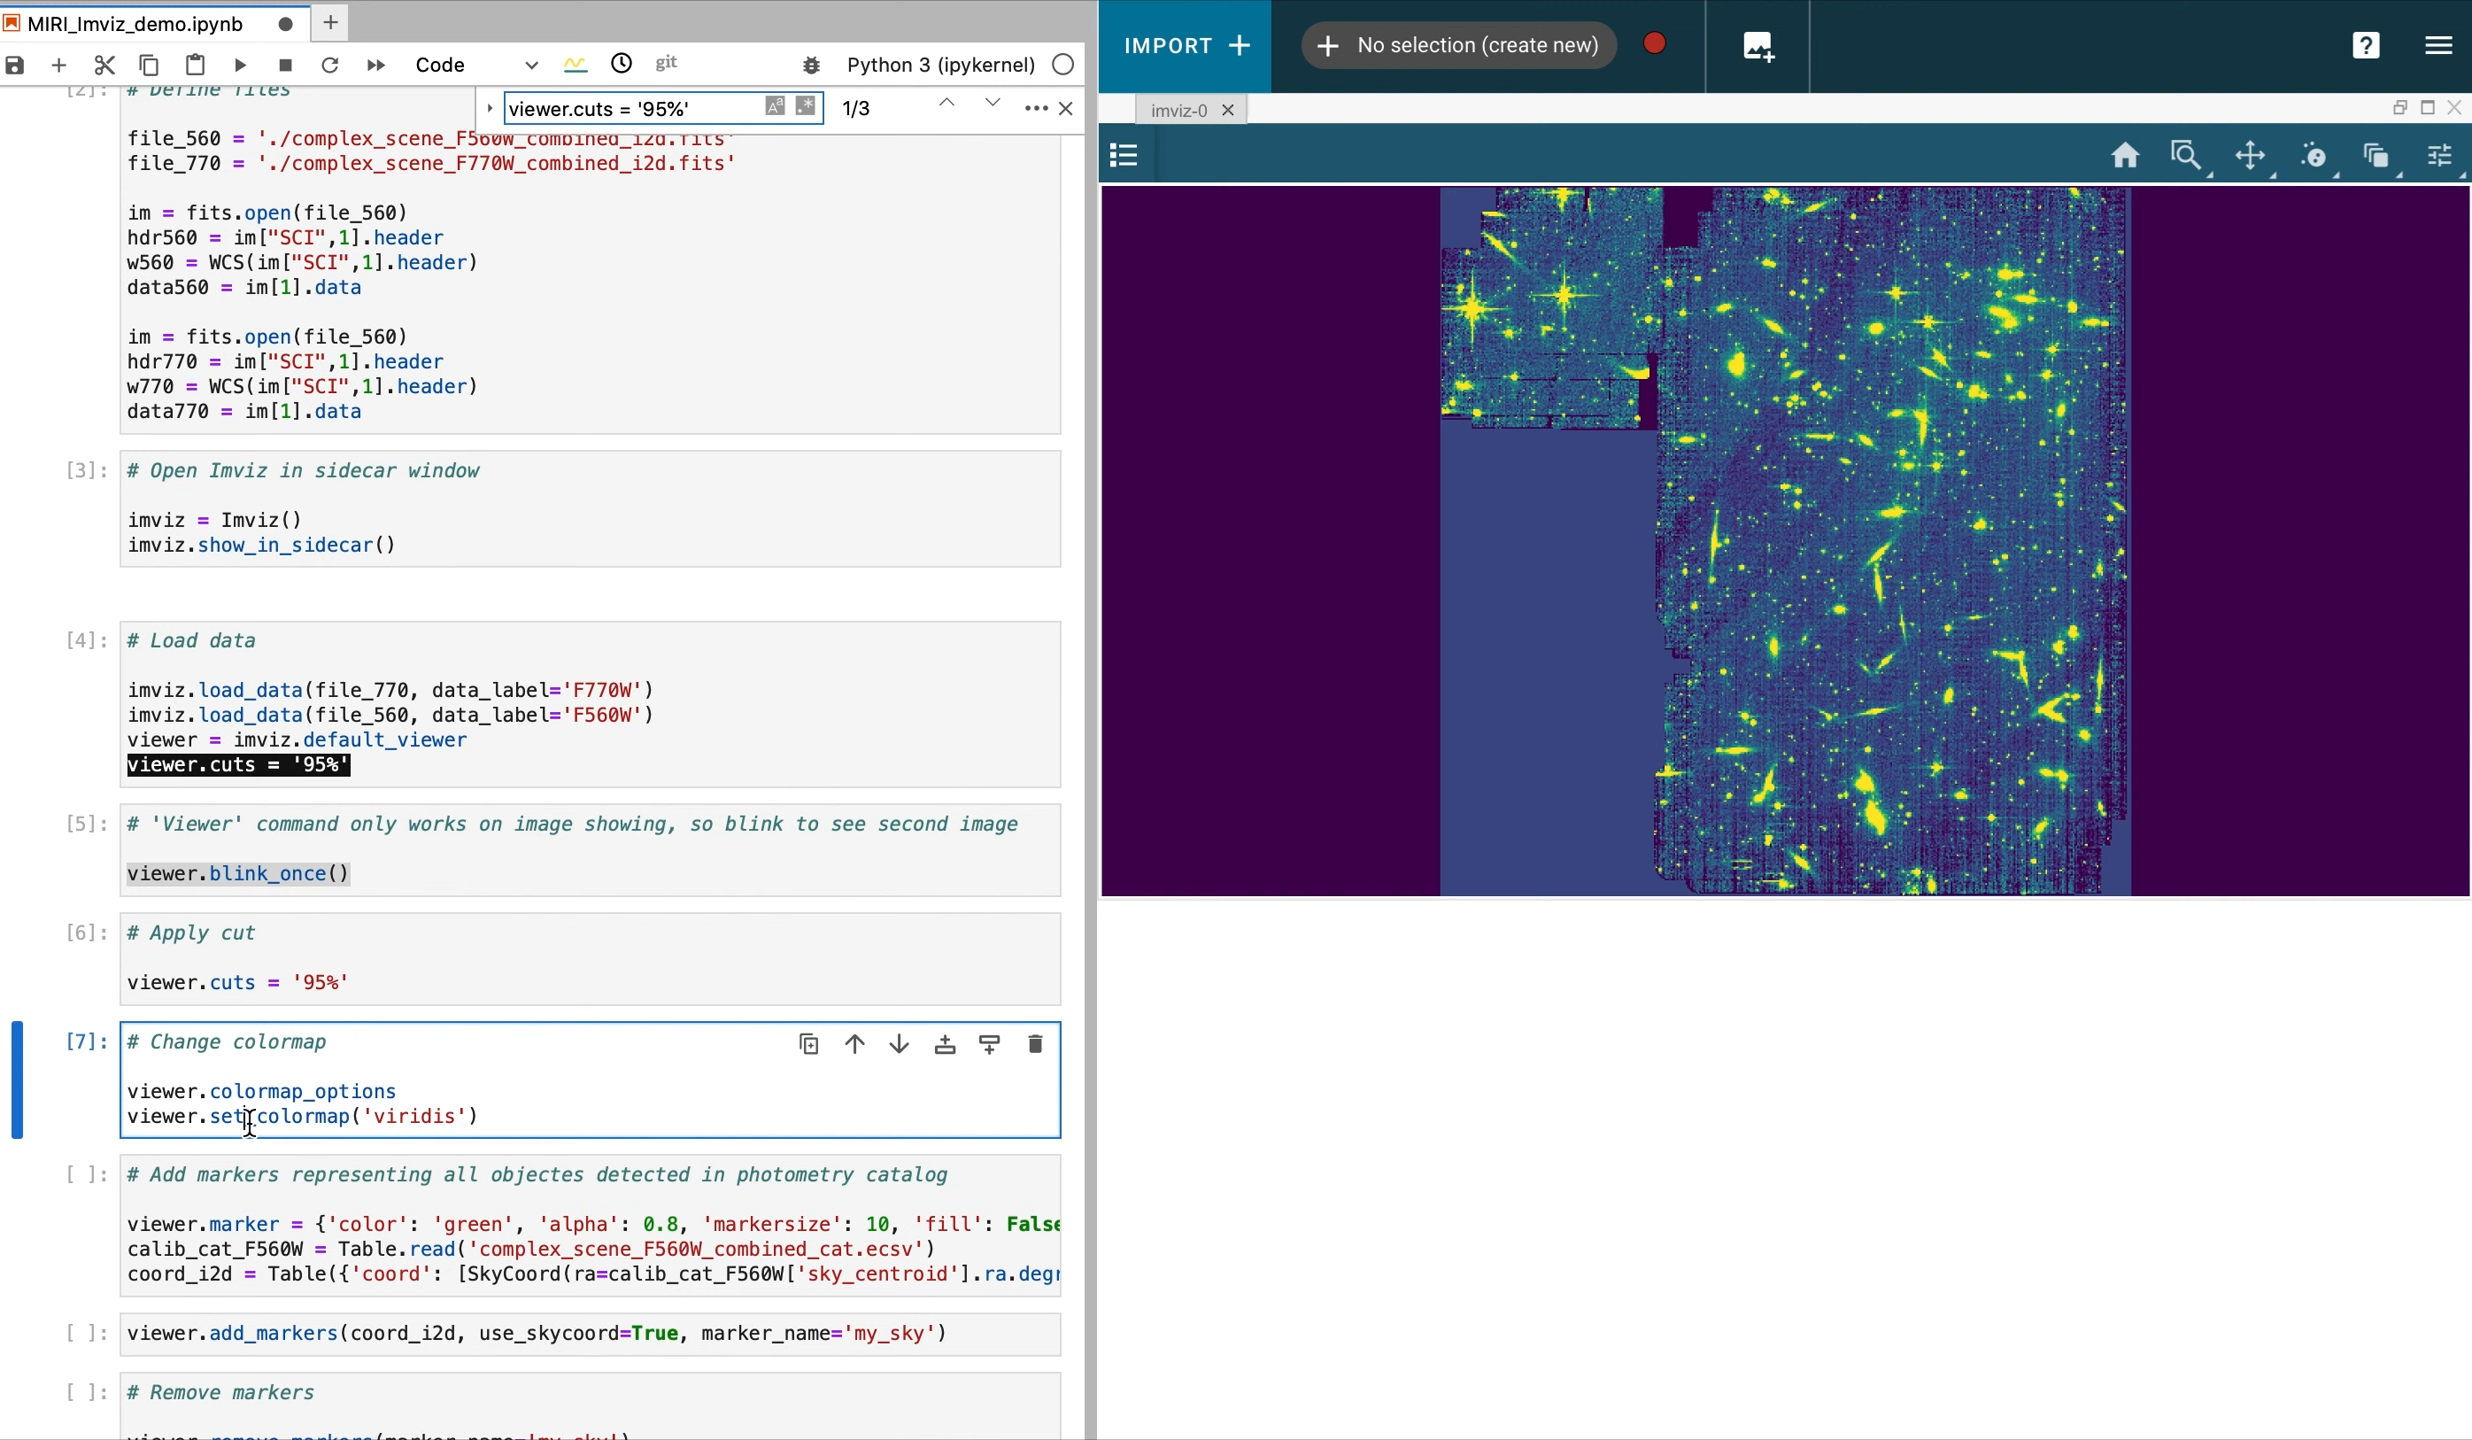 MIRI_Imviz_demo.ipynb
Code
git
Python 3 (ipykernel)
viewer.cuts = '95%'
1/3
[2]:
# Define files
file_560 = './complex_scene_F560W_combined_i2d.fits'
file_770 = './complex_scene_F770W_combined_i2d.fits'
im = fits.open(file_560)
hdr560 = im["SCI",1].header
w560 = WCS(im["SCI",1].header)
data560 = im[1].data
im = fits.open(file_560)
hdr770 = im["SCI",1].header
w770 = WCS(im["SCI",1].header)
data770 = im[1].data
[3]:
# Open Imviz in sidecar window
imviz = Imviz()
imviz.show_in_sidecar()
[4]:
# Load data
imviz.load_data(file_770, data_label='F770W')
imviz.load_data(file_560, data_label='F560W')
viewer = imviz.default_viewer
viewer.cuts = '95%'
[5]:
# 'Viewer' command only works on image showing, so blink to see second image
viewer.blink_once()
[6]:
# Apply cut
viewer.cuts = '95%'
[7]:
# Change colormap
viewer.colormap_options
viewer.set_colormap('viridis')
[ ]:
# Add markers representing all objectes detected in photometry catalog
viewer.marker = {'color': 'green', 'alpha': 0.8, 'markersize': 10, 'fill': False
calib_cat_F560W = Table.read('complex_scene_F560W_combined_cat.ecsv')
coord_i2d = Table({'coord': [SkyCoord(ra=calib_cat_F560W['sky_centroid'].ra.degr
[ ]:
viewer.add_markers(coord_i2d, use_skycoord=True, marker_name='my_sky')
[ ]:
# Remove markers
viewer.remove_markers(marker_name='my_sky')
IMPORT
No selection (create new)
imviz-0